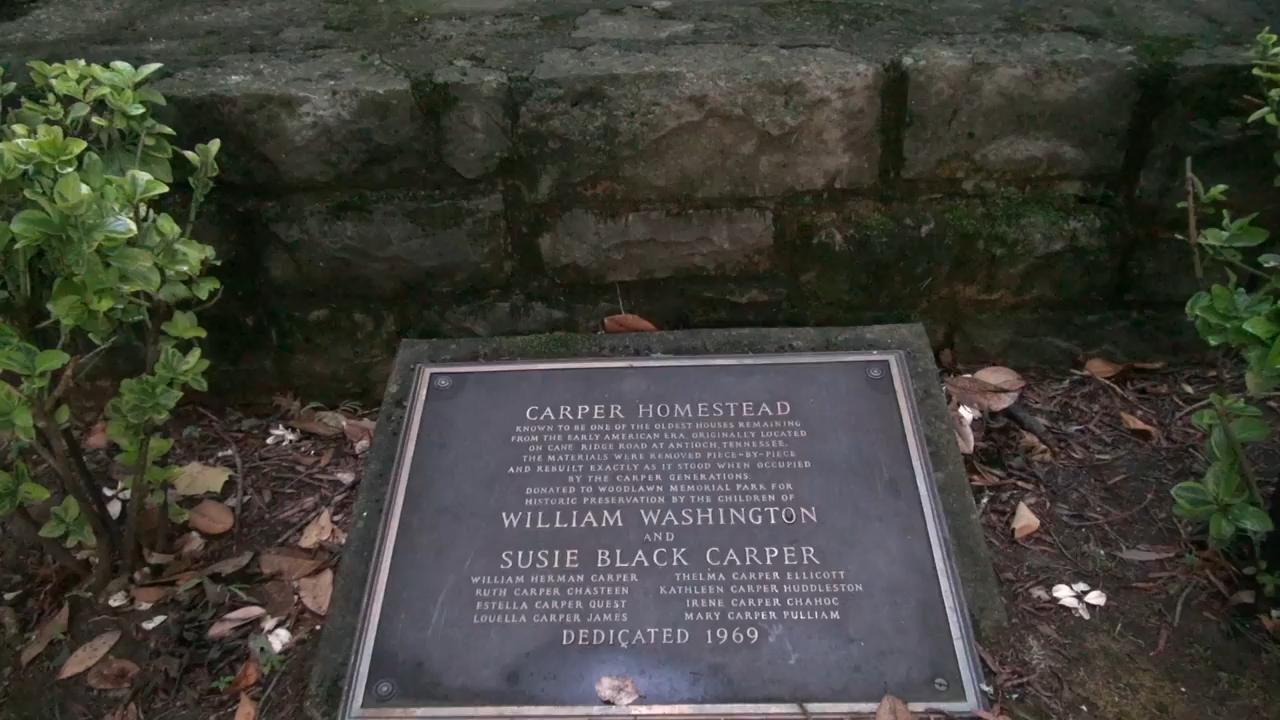 CARPER HOMESTEAD
KNOWN TO BE ONE OF THE OLDEST HOUSES REMAINING
FROM THE EARLY AMERICAN ERA. ORIGINALLY LOCATED
ON CANE RIDGE ROAD AT ANTIOCH, TENNESSEE.
THE MATERIALS WERE REMOVED PIECE-BY-PIECE
AND REBUILT EXACTLY AS IT STOOD WHEN OCCUPIED
BY THE CARPER GENERATIONS.
DONATED TO WOODLAWN MEMORIAL PARK FOR
HISTORIC PRESERVATION BY THE CHILDREN OF
WILLIAM WASHINGTON
AND
SUSIE BLACK CARPER
WILLIAM HERMAN CARPER THELMA CARPER ELLICOTT
RUTH CARPER CHASTEEN KATHLEEN CARPER HUDDLESTON
ESTELLA CARPER QUEST IRENE CARPER CHAHOC
LOUELLA CARPER JAMES MARY CARPER PULLIAM
DEDICATED 1969